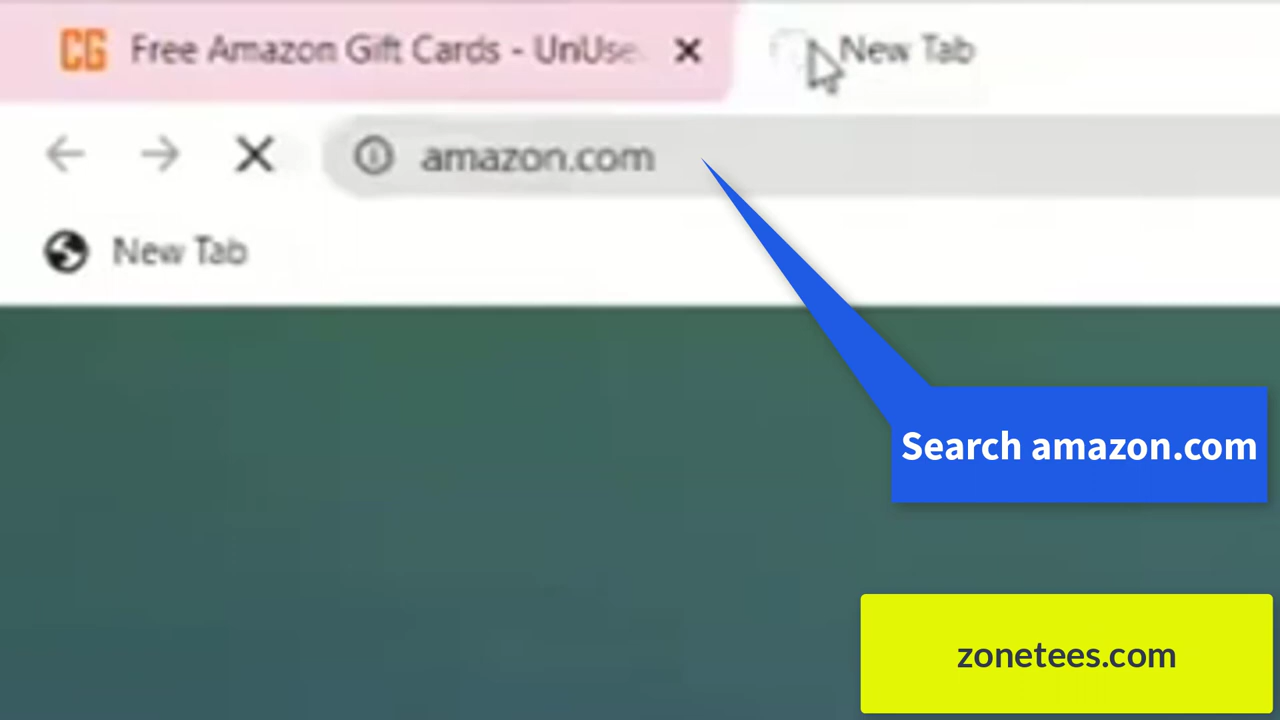 CG Free Amazon Gift Cards - UnUse
New Tab
amazon.com
New Tab
Search amazon.com
zonetees.com